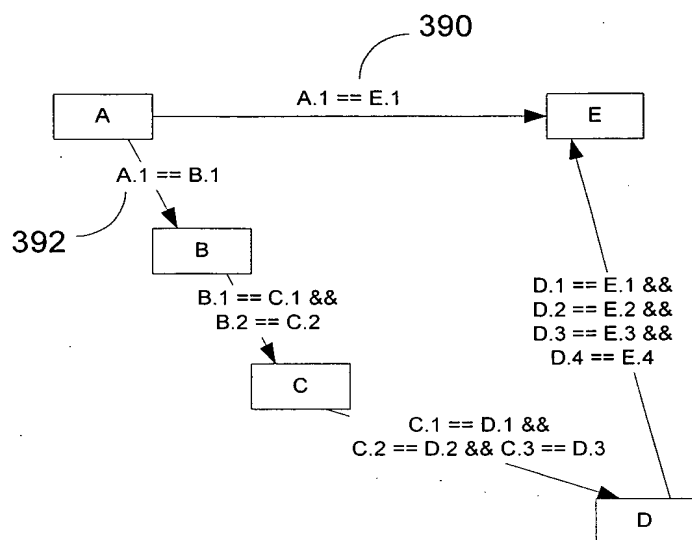 390
A
A.1 == E.1
E
A.1 == B.1
392
B
B.1 == C.1 &&
B.2 == C.2
D.1 == E.1 &&
D.2 == E.2 &&
D.3 == E.3 &&
D.4 == E.4
C
C.1 == D.1 &&
C.2 == D.2 && C.3 == D.3
D